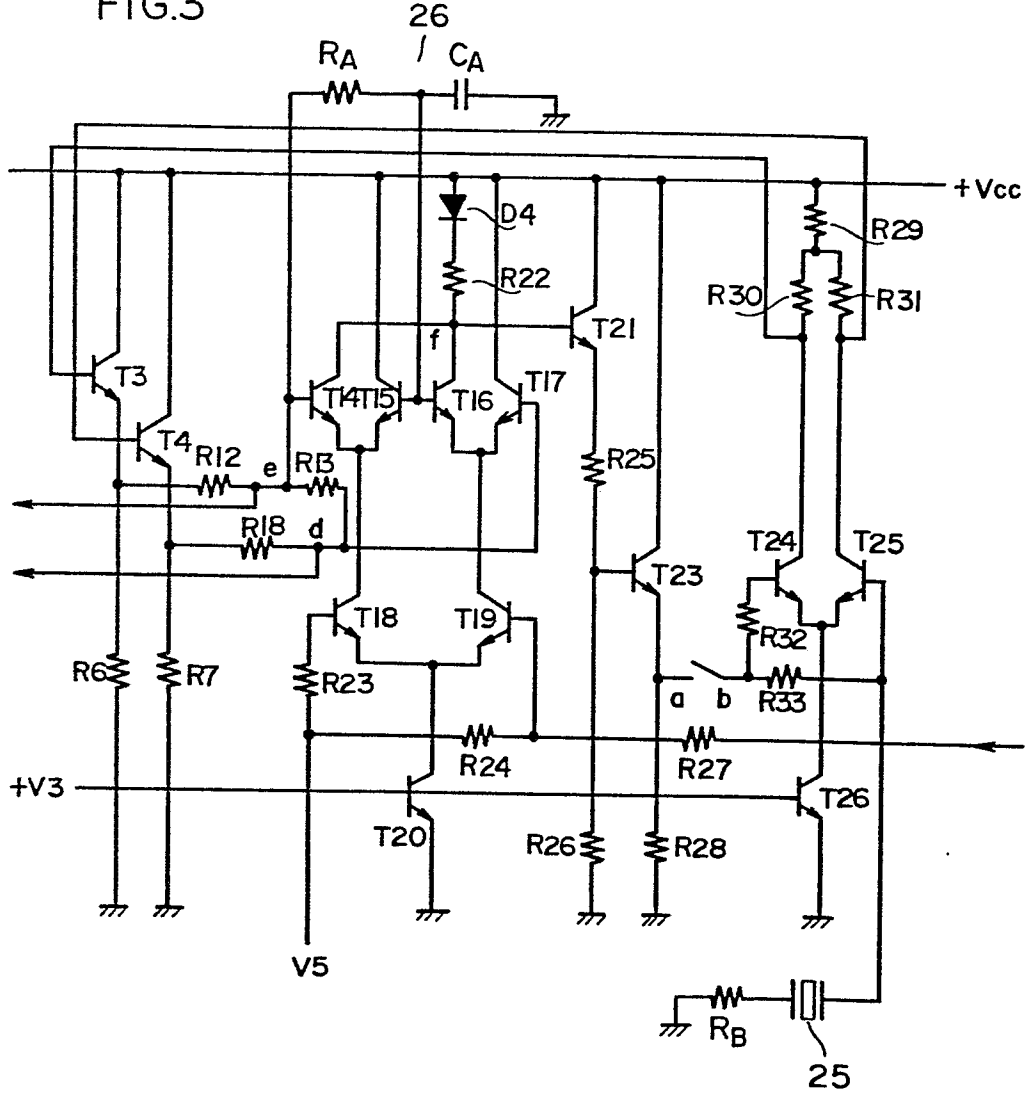 FIG.3
26
RA
CA
+Vcc
D4
R29
R22
R30
R31
T21
f
T3
T14
T15
T16
T17
T4
R12
e
R13
R25
R18
d
T24
T25
T23
T18
T19
R32
R6
R7
R23
a
b
R33
R24
R27
+V3
T26
T20
R26
R28
V5
RB
25